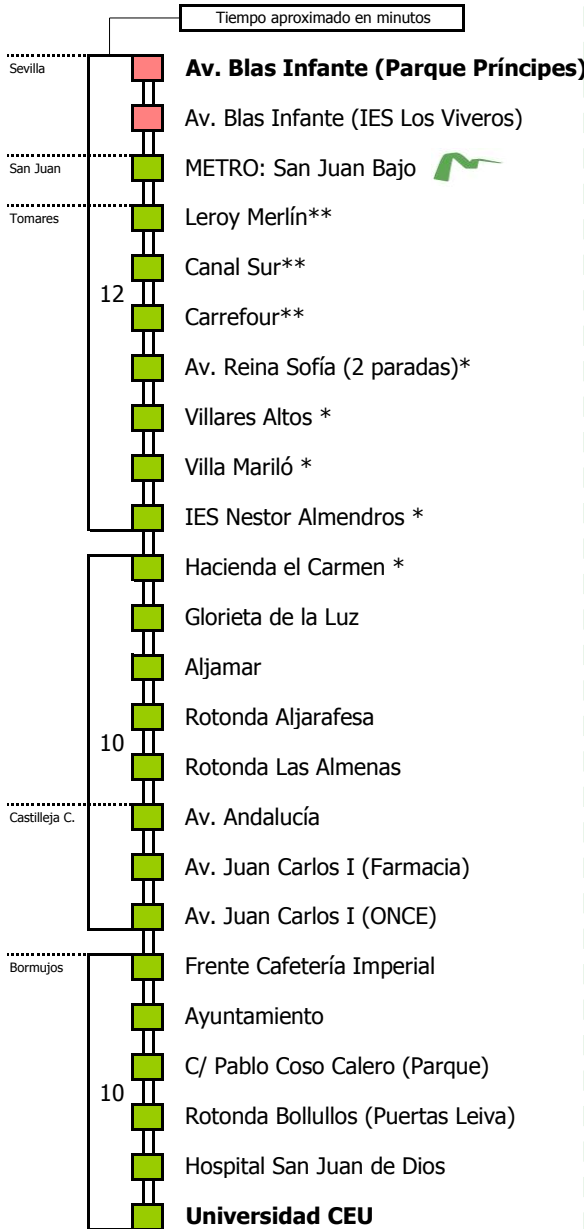 Tiempo aproximado en minutos
Sevilla
Av. Blas Infante (Parque Príncipes)
Av. Blas Infante (IES Los Viveros)
San Juan
METRO: San Juan Bajo
Tomares
Leroy Merlín**
Canal Sur**
12
Carrefour**
Av. Reina Sofía (2 paradas)*
Villares Altos *
Villa Mariló *
IES Nestor Almendros *
Hacienda el Carmen *
Glorieta de la Luz
Aljamar
Rotonda Aljarafesa
10
Rotonda Las Almenas
Castilleja C.
Av. Andalucía
Av. Juan Carlos I (Farmacia)
Av. Juan Carlos I (ONCE)
Bormujos
Frente Cafetería Imperial
Ayuntamiento
C/ Pablo Coso Calero (Parque)
10
Rotonda Bollullos (Puertas Leiva)
Hospital San Juan de Dios
Universidad CEU